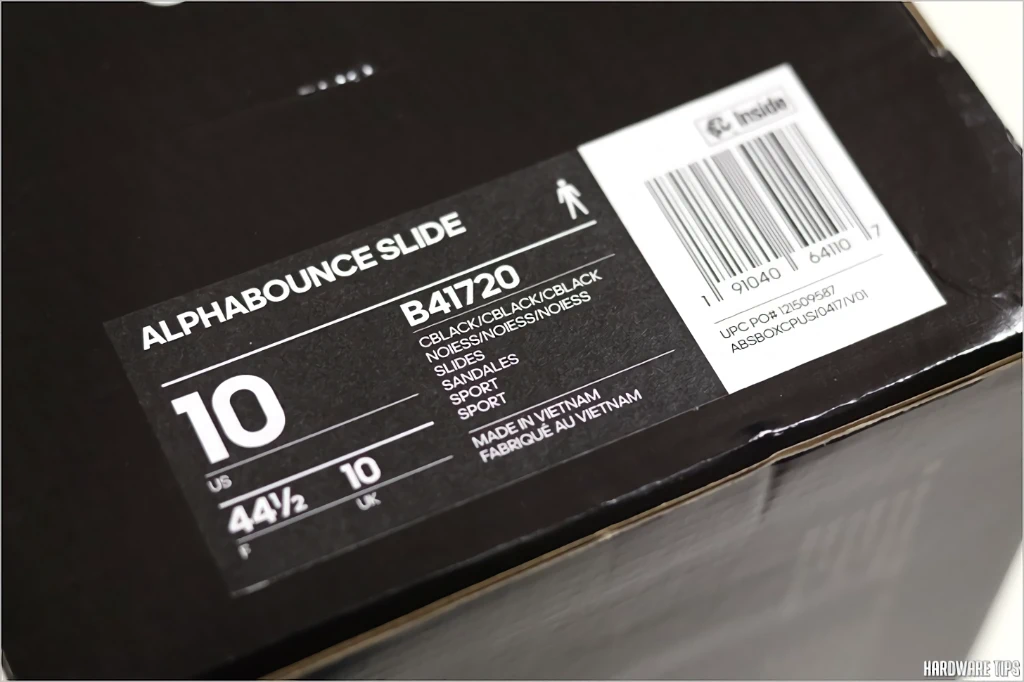 Inside
1 91040 64110 7
UPC PO# 121509587
ABSBOXCPUS/0417/V01
ALPHABOUNCE SLIDE
B41720
CBLACK/CBLACK/CBLACK
NOIESS/NOIESS/NOIESS
SLIDES
SANDALES
SPORT
SPORT
MADE IN VIETNAM
FABRIQUÉ AU VIETNAM
10
US
44½
F
10
UK
HARDWARE TIPS